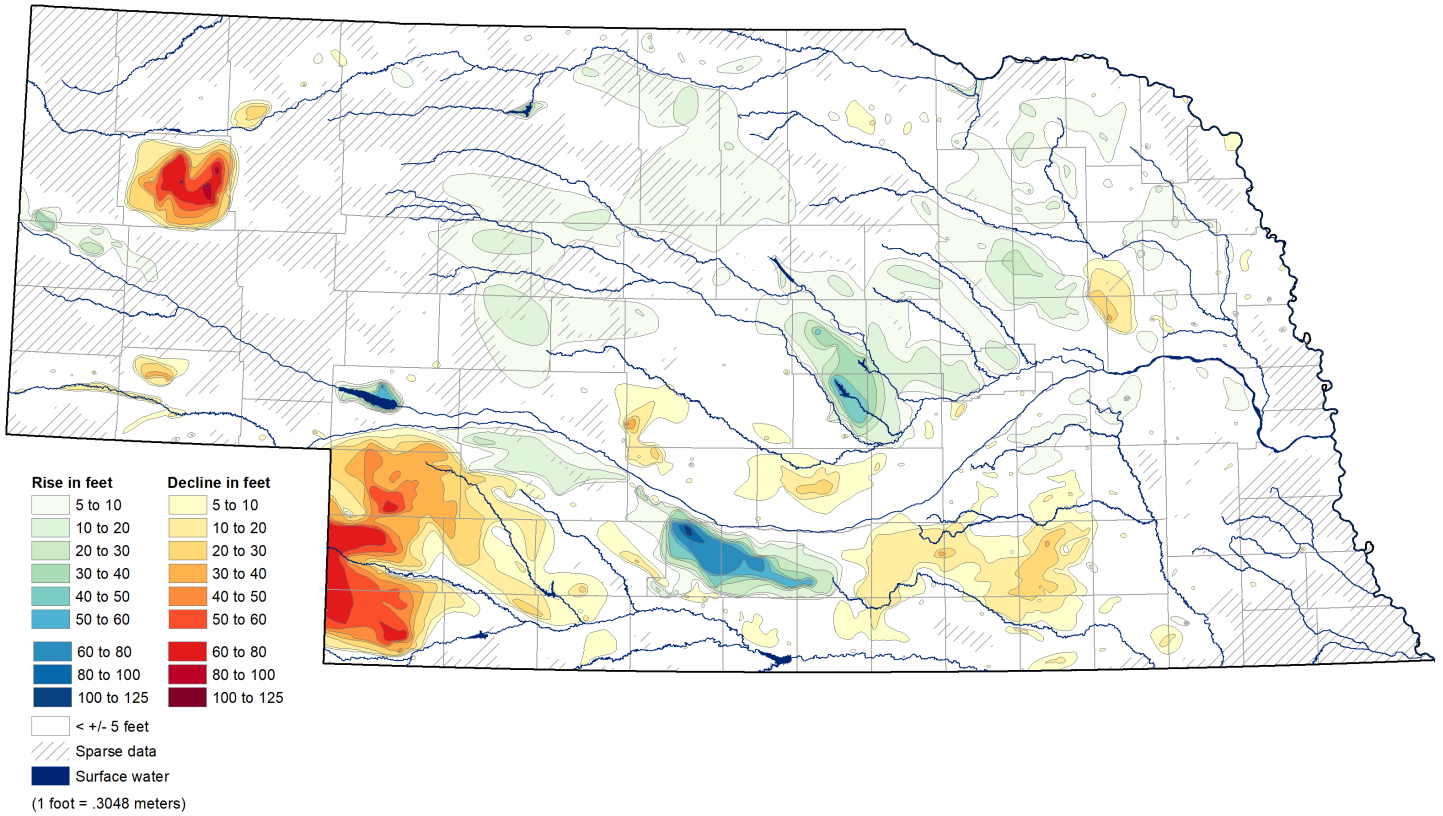 Rise in feet
5 to 10
10 to 20
20 to 30
30 to 40
40 to 50
50 to 60
60 to 80
80 to 100
100 to 125
Decline in feet
5 to 10
10 to 20
20 to 30
30 to 40
40 to 50
50 to 60
60 to 80
80 to 100
100 to 125
< +/- 5 feet
Sparse data
Surface water
(1 foot = .3048 meters)